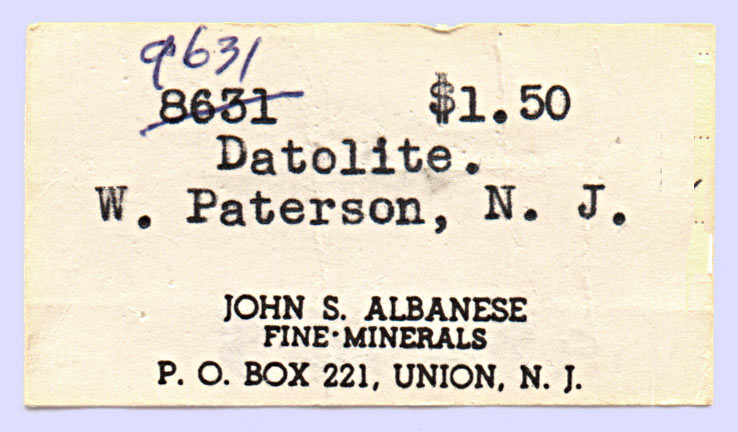 9631
8631 $1.50
Datolite.
W. Paterson, N. J.
JOHN S. ALBANESE
FINE·MINERALS
P. O. BOX 221, UNION, N. J.